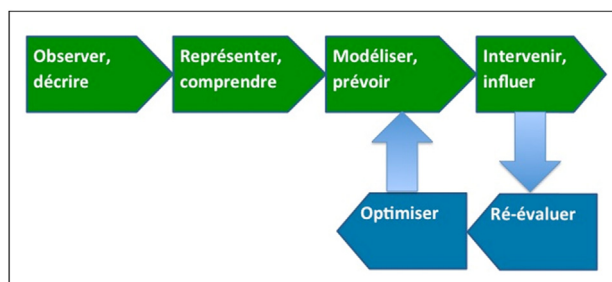 Observer,
décrire
Représenter,
comprendre
Modéliser,
prévoir
Intervenir,
influer
Optimiser
Ré-évaluer